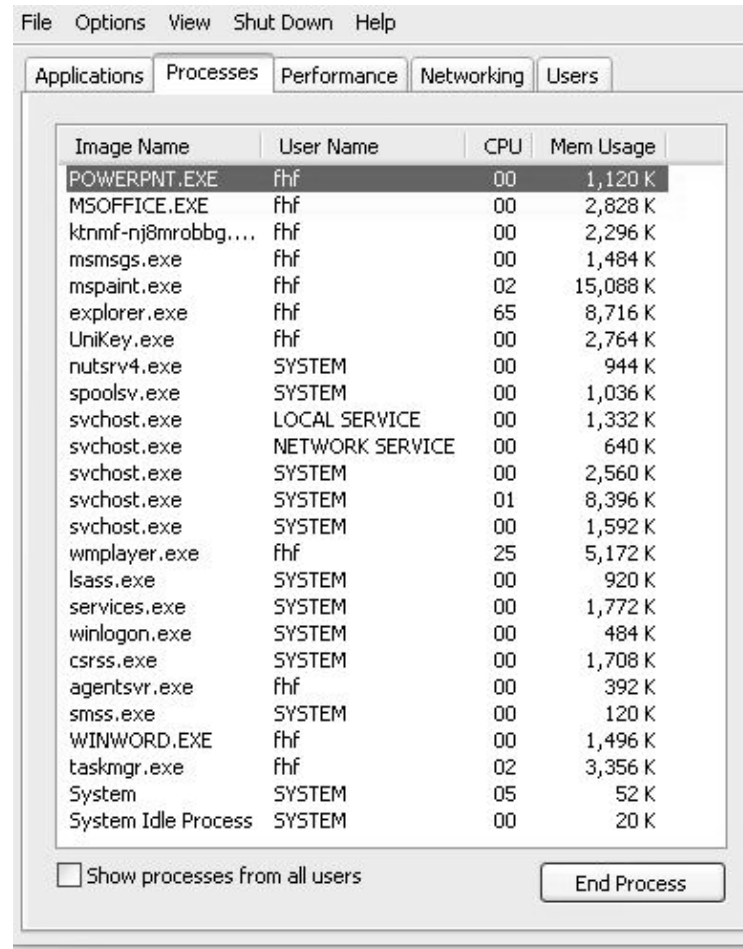 File Options View Shut Down Help
Applications Processes Performance Networking Users
Image Name User Name CPU Mem Usage
POWERPNT.EXE fhf 00 1,120 K
MSOFFICE.EXE fhf 00 2,828 K
ktnmf-nj8mrobbg.... fhf 00 2,296 K
msmsgs.exe fhf 00 1,484 K
mspaint.exe fhf 02 15,088 K
explorer.exe fhf 65 8,716 K
UniKey.exe fhf 00 2,764 K
nutsrv4.exe SYSTEM 00 944 K
spoolsv.exe SYSTEM 00 1,036 K
svchost.exe LOCAL SERVICE 00 1,332 K
svchost.exe NETWORK SERVICE 00 640 K
svchost.exe SYSTEM 00 2,560 K
svchost.exe SYSTEM 01 8,396 K
svchost.exe SYSTEM 00 1,592 K
wmplayer.exe fhf 25 5,172 K
lsass.exe SYSTEM 00 920 K
services.exe SYSTEM 00 1,772 K
winlogon.exe SYSTEM 00 484 K
csrss.exe SYSTEM 00 1,708 K
agentsvr.exe fhf 00 392 K
smss.exe SYSTEM 00 120 K
WINWORD.EXE fhf 00 1,496 K
taskmgr.exe fhf 02 3,356 K
System SYSTEM 05 52 K
System Idle Process SYSTEM 00 20 K
Show processes from all users End Process